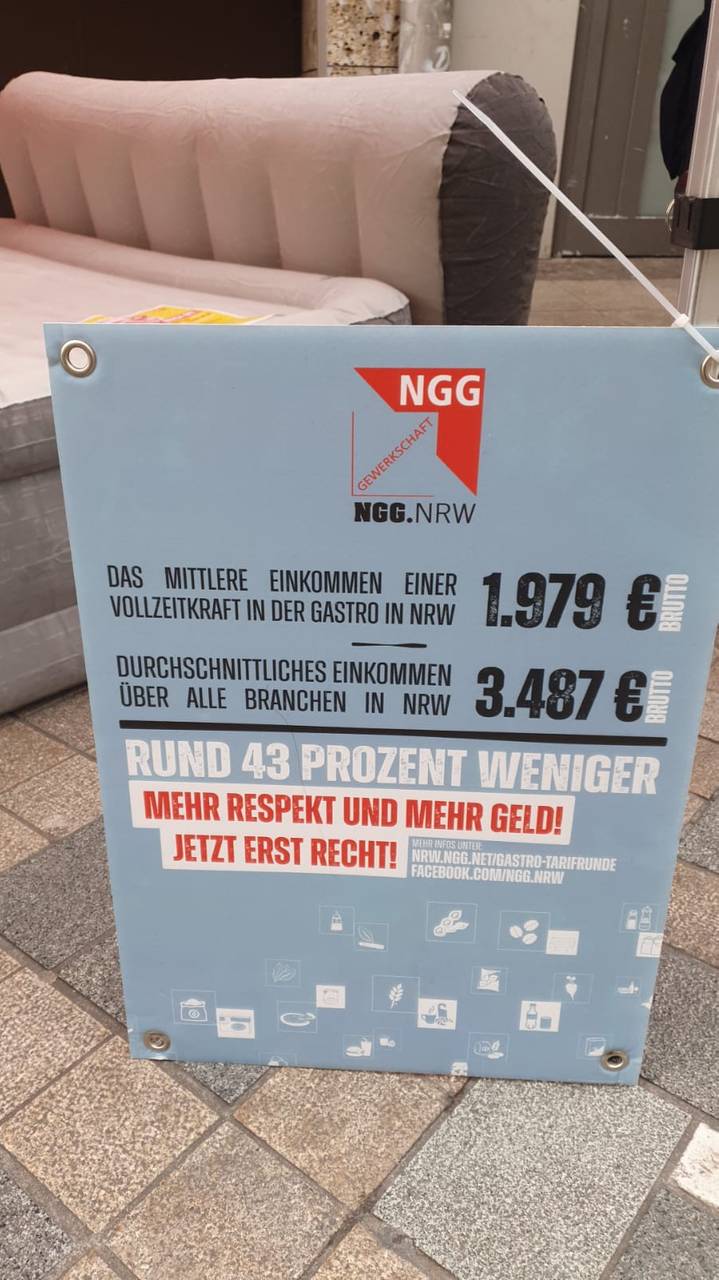 NGG
GEWERKSCHAFT
NGG.NRW
DAS MITTLERE EINKOMMEN EINER
VOLLZEITKRAFT IN DER GASTRO IN NRW
1.979 € BRUTTO
DURCHSCHNITTLICHES EINKOMMEN
ÜBER ALLE BRANCHEN IN NRW
3.487 € BRUTTO
RUND 43 PROZENT WENIGER
MEHR RESPEKT UND MEHR GELD!
JETZT ERST RECHT!
MEHR INFOS UNTER:
NRW.NGG.NET/GASTRO-TARIFRUNDE
FACEBOOK.COM/NGG.NRW